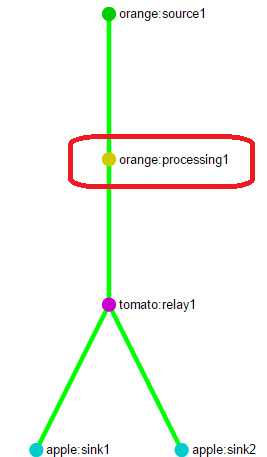 orange:source1
orange:processing1
tomato:relay1
apple:sink1
apple:sink2